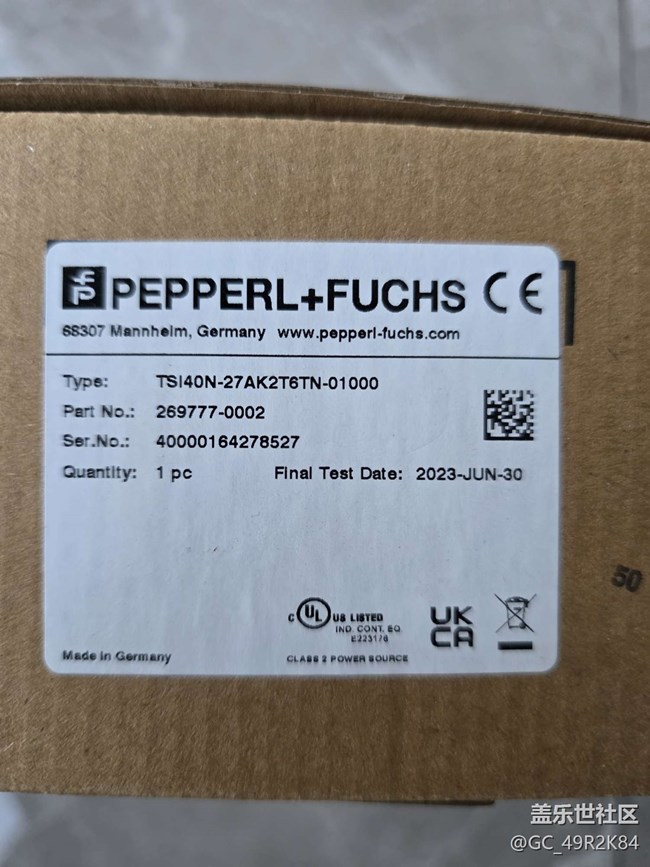 PEPPERL+FUCHS CE
68307 Mannheim, Germany www.pepperl-fuchs.com
Type: TSI40N-27AK2T6TN-01000
Part No.: 269777-0002
Ser.No.: 40000164278527
Quantity: 1 pc Final Test Date: 2023-JUN-30
50
C UL US LISTED
IND. CONT. EQ.
E223176
UK
CA
Made in Germany
CLASS 2 POWER SOURCE
盖乐世社区
@GC_49R2K84